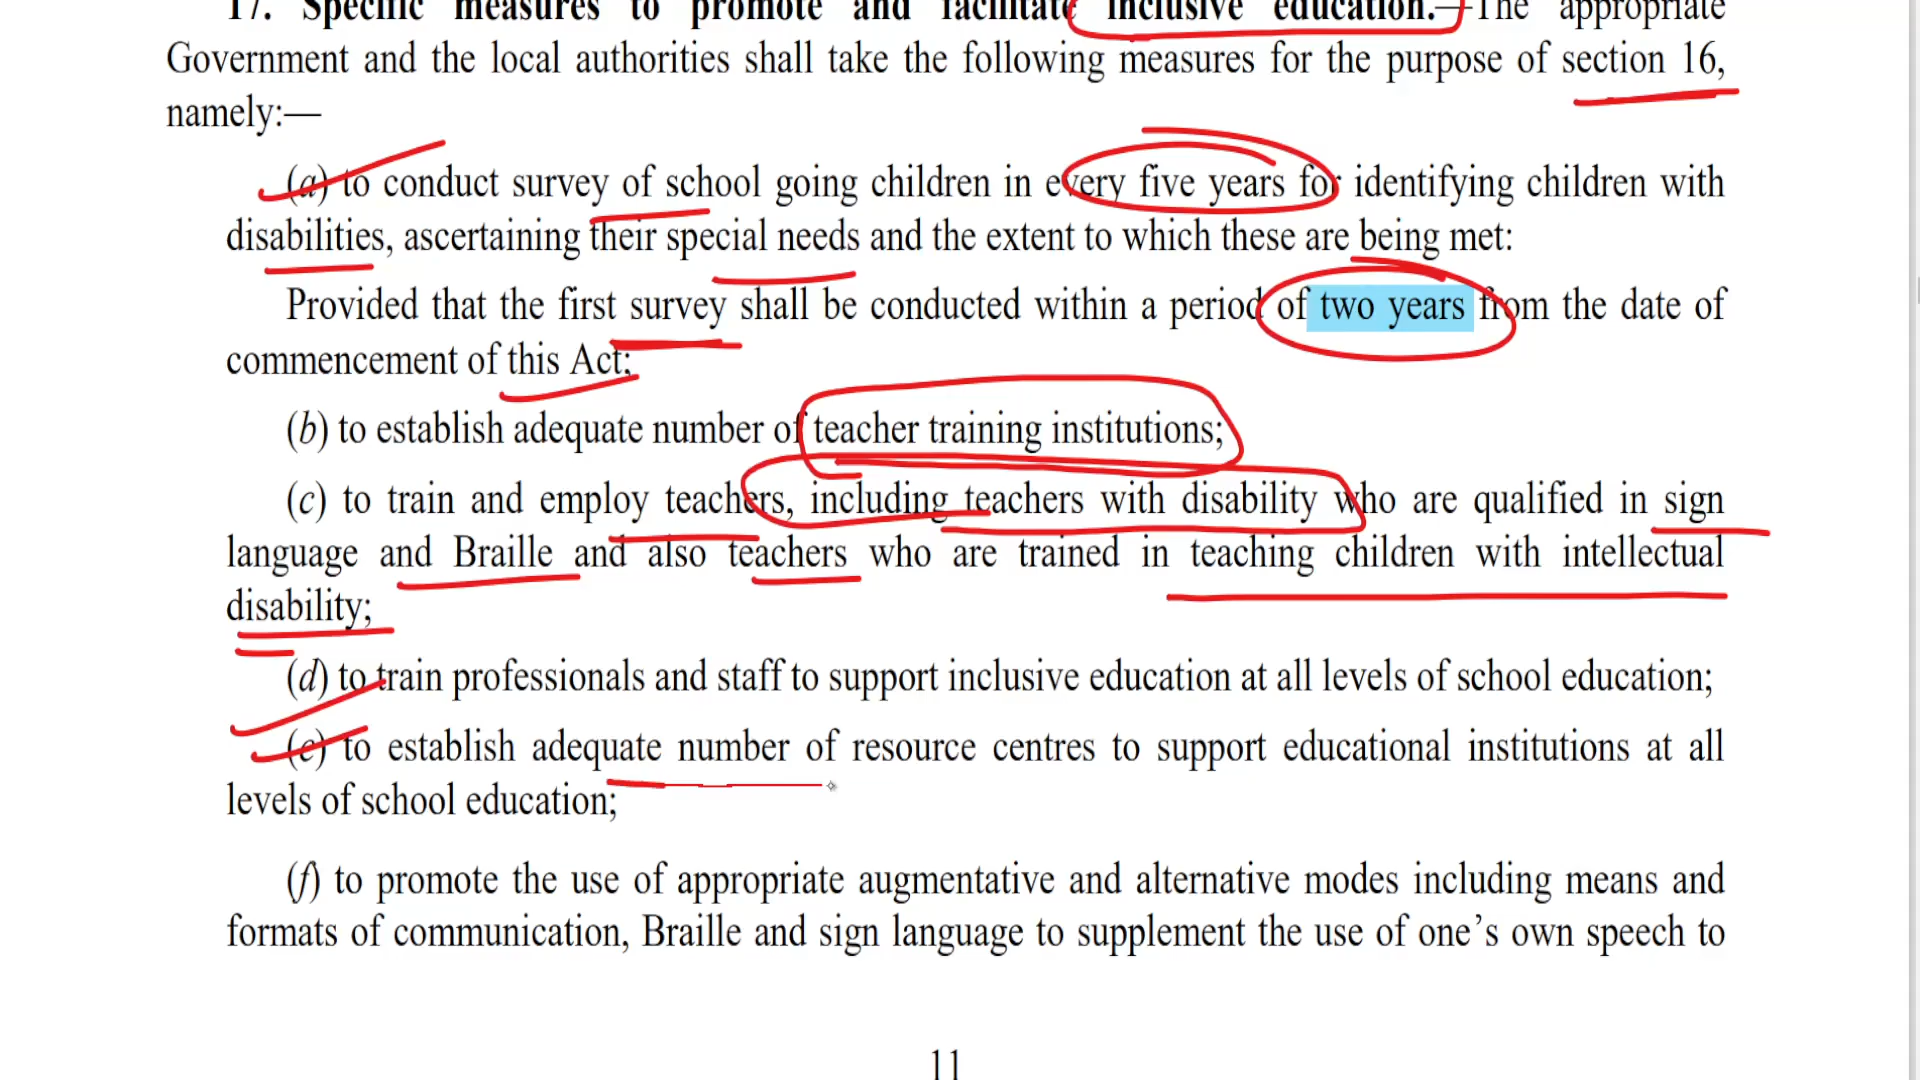 17. Specific measures to promote and facilitate inclusive education.—The appropriate
Government and the local authorities shall take the following measures for the purpose of section 16,
namely:—
(a) to conduct survey of school going children in every five years for identifying children with
disabilities, ascertaining their special needs and the extent to which these are being met:
Provided that the first survey shall be conducted within a period of two years from the date of
commencement of this Act;
(b) to establish adequate number of teacher training institutions;
(c) to train and employ teachers, including teachers with disability who are qualified in sign
language and Braille and also teachers who are trained in teaching children with intellectual
disability;
(d) to train professionals and staff to support inclusive education at all levels of school education;
(e) to establish adequate number of resource centres to support educational institutions at all
levels of school education;
(f) to promote the use of appropriate augmentative and alternative modes including means and
formats of communication, Braille and sign language to supplement the use of one’s own speech to
11